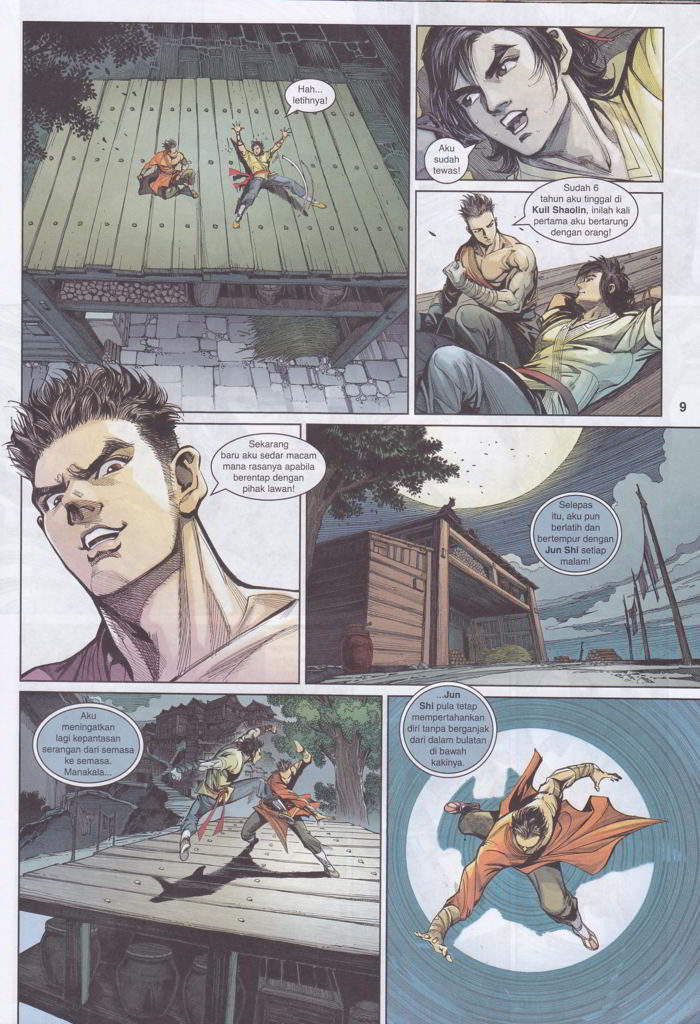 Hah...
letihnya!
Aku
sudah
tewas!
Sudah 6
tahun aku tinggal di
Kuil Shaolin, inilah kali
pertama aku bertarung
dengan orang!
9
Sekarang
baru aku sedar macam
mana rasanya apabila
berentap dengan
pihak lawan!
Selepas
itu, aku pun
berlatih dan
bertempur dengan
Jun Shi setiap
malam!
Aku
meningkatkan
lagi kepantasan
serangan dari semasa
ke semasa.
Manakala...
...Jun
Shi pula tetap
mempertahankan
diri tanpa berganjak
dari dalam bulatan
di bawah
kakinya.